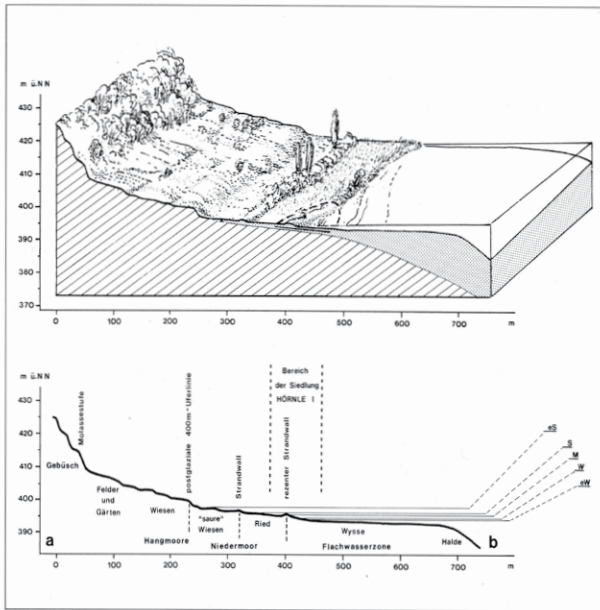 m ü.NN
430
420
410
400
390
380
370
0 100 200 300 400 500 600 700 m
m ü.NN
430
420
410
400
390
Molassestufe
postglaziale 400m-Uferlinie
Strandwall
Bereich
der Siedlung
HÖRNLE I
rezenter Strandwall
eS
S
M
W
eW
Gebüsch
Felder
und
Gärten
Wiesen
"saure"
Wiesen
Ried
Wysse
Halde
a
Hangmoore
Niedermoor
Flachwasserzone
b
0 100 200 300 400 500 600 700 m